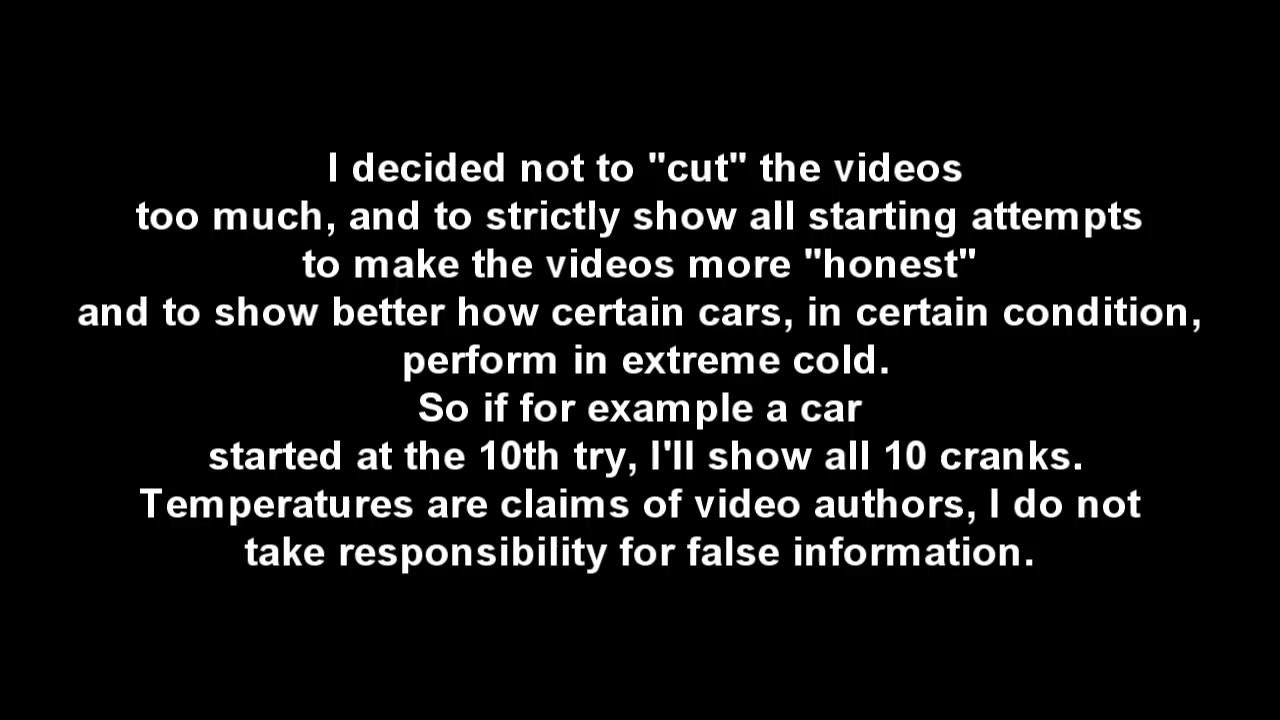 I decided not to "cut" the videos
too much, and to strictly show all starting attempts
to make the videos more "honest"
and to show better how certain cars, in certain condition,
perform in extreme cold.
So if for example a car
started at the 10th try, I'll show all 10 cranks.
Temperatures are claims of video authors, I do not
take responsibility for false information.